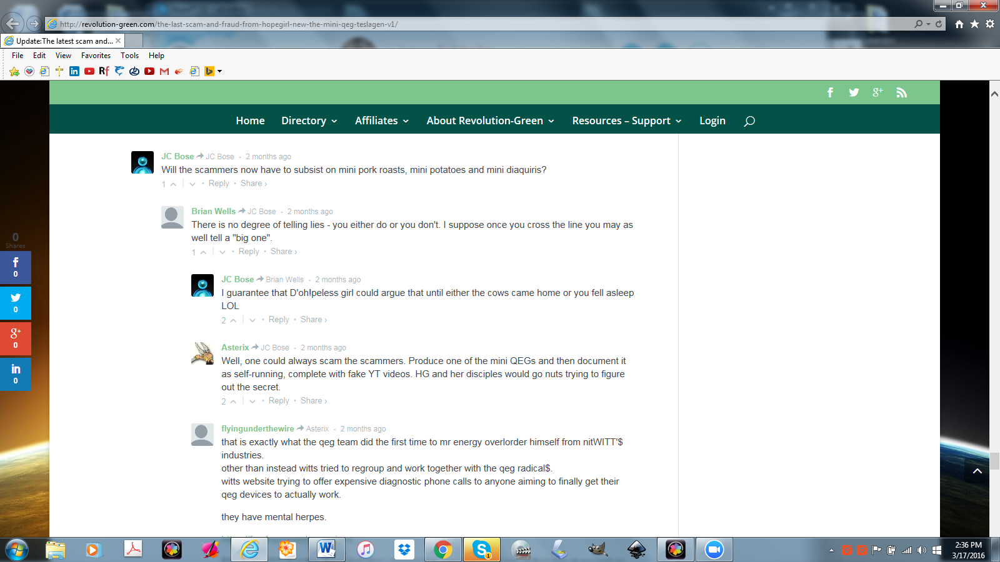 http://revolution-green.com/the-last-scam-and-fraud-from-hopegirl-new-the-mini-qeg-teslagen-v1/
Update:The latest scam and...
File Edit View Favorites Tools Help
Home Directory Affiliates About Revolution-Green Resources – Support Login
JC Bose JC Bose - 2 months ago
Will the scammers now have to subsist on mini pork roasts, mini potatoes and mini diaquiris?
1 • Reply • Share ›
Brian Wells JC Bose - 2 months ago
There is no degree of telling lies - you either do or you don't. I suppose once you cross the line you may as
well tell a "big one".
1 • Reply • Share ›
JC Bose Brian Wells - 2 months ago
I guarantee that D'oh!peless girl could argue that until either the cows came home or you fell asleep
LOL
2 • Reply • Share ›
Asterix JC Bose - 2 months ago
Well, one could always scam the scammers. Produce one of the mini QEGs and then document it
as self-running, complete with fake YT videos. HG and her disciples would go nuts trying to figure
out the secret.
2 • Reply • Share ›
flyingunderthewire Asterix - 2 months ago
that is exactly what the qeg team did the first time to mr energy overlorder himself from nitWITT'$
industries.
other than instead witts tried to regroup and work together with the qeg radical$.
witts website trying to offer expensive diagnostic phone calls to anyone aiming to finally get their
qeg devices to actually work.
they have mental herpes.
0
Shares
0
0
0
0
2:36 PM
3/17/2016